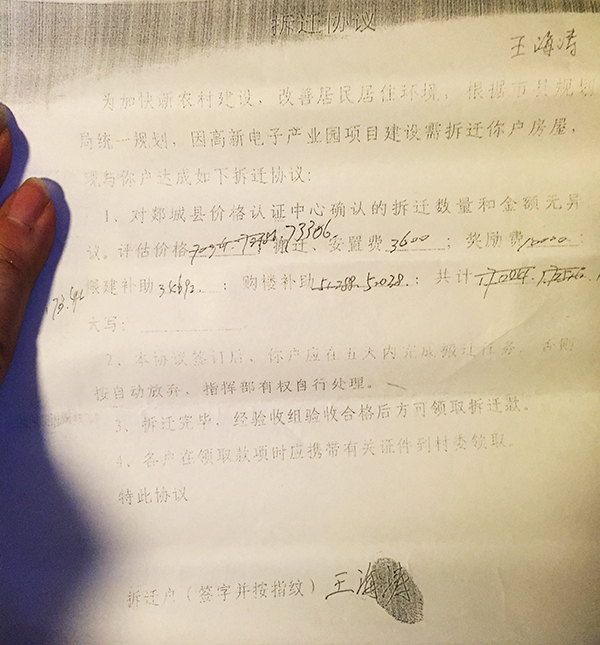 拆迁协议
王海涛
为加快新农村建设、改善居民居住环境，根据市县规划
局统一规划，因高新电子产业园项目建设需拆迁你户房屋，
现与你户达成如下拆迁协议：
1、对郯城县价格认证中心确认的拆迁数量和金额无异
议。评估价格 73386 搬迁、安置费3600；奖励费10000；
限建补助；购楼补助；共计
大写：
2、本协议签订后，你户应在五天内完成搬迁任务，否则
按自动放弃，指挥部有权自行处理。
3、拆迁完毕，经验收组验收合格后方可领取拆迁款。
4、各户在领取款项时应携带有关证件到村委领取。
特此协议
拆迁户（签字并按指纹）王海涛